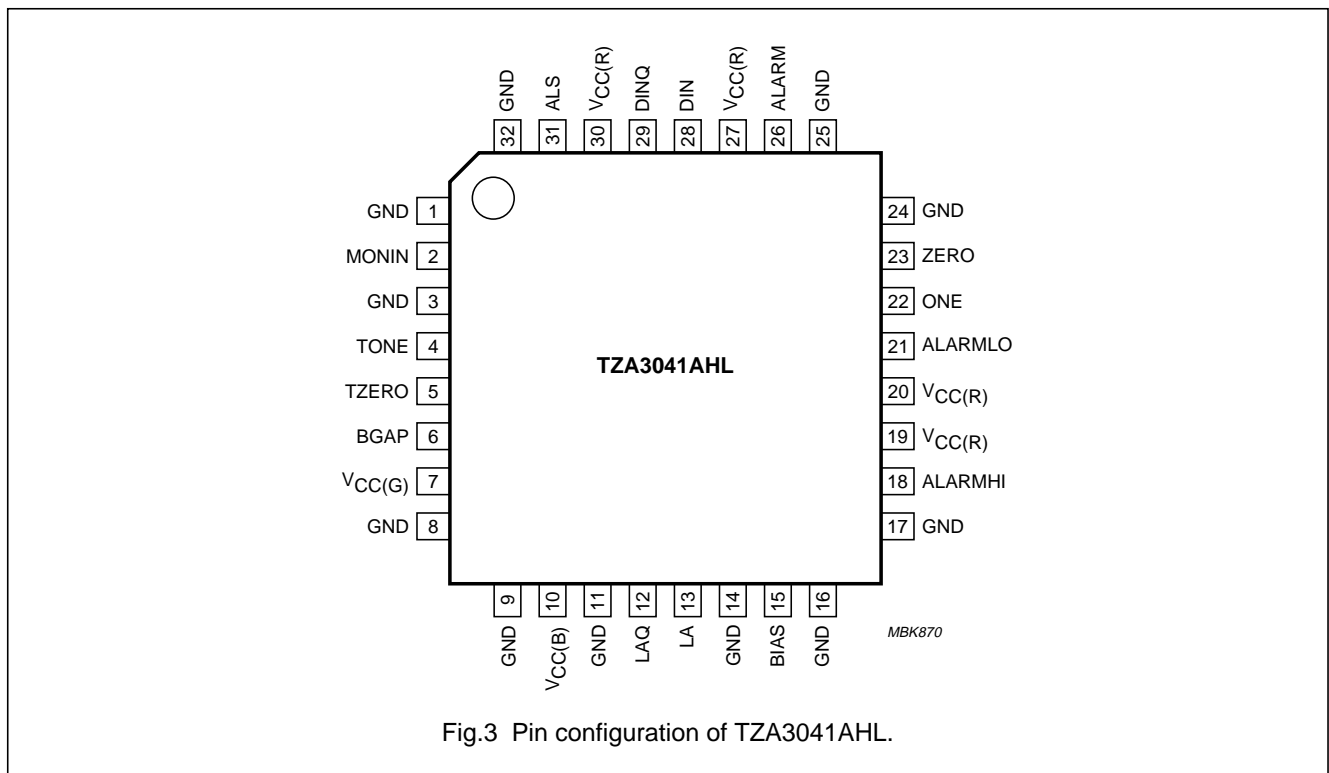 GND
ALS
VCC(R)
DINQ
DIN
VCC(R)
ALARM
GND
32
31
30
29
28
27
26
25
GND 1
MONIN 2
GND 3
TONE 4
TZERO 5
BGAP 6
VCC(G) 7
GND 8
TZA3041AHL
24 GND
23 ZERO
22 ONE
21 ALARMLO
20 VCC(R)
19 VCC(R)
18 ALARMHI
17 GND
9
10
11
12
13
14
15
16
GND
VCC(B)
GND
LAQ
LA
GND
BIAS
GND
MBK870
Fig.3 Pin configuration of TZA3041AHL.